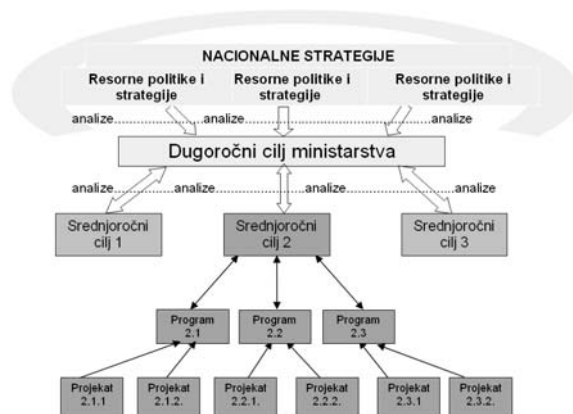 NACIONALNE STRATEGIJE
Resorne politike i
strategije
Resorne politike i
strategije
Resorne politike i
strategije
analize.................analize................................analize
Dugoročni cilj ministarstva
analize.................analize................................analize................analize
Srednjoročni
cilj 1
Srednjoročni
cilj 2
Srednjoročni
cilj 3
Program
2.1
Program
2.2
Program
2.3
Projekat
2.1.1
Projekat
2.1.2.
Projekat
2.2.1.
Projekat
2.2.2.
Projekat
2.3.1
Projekat
2.3.2.